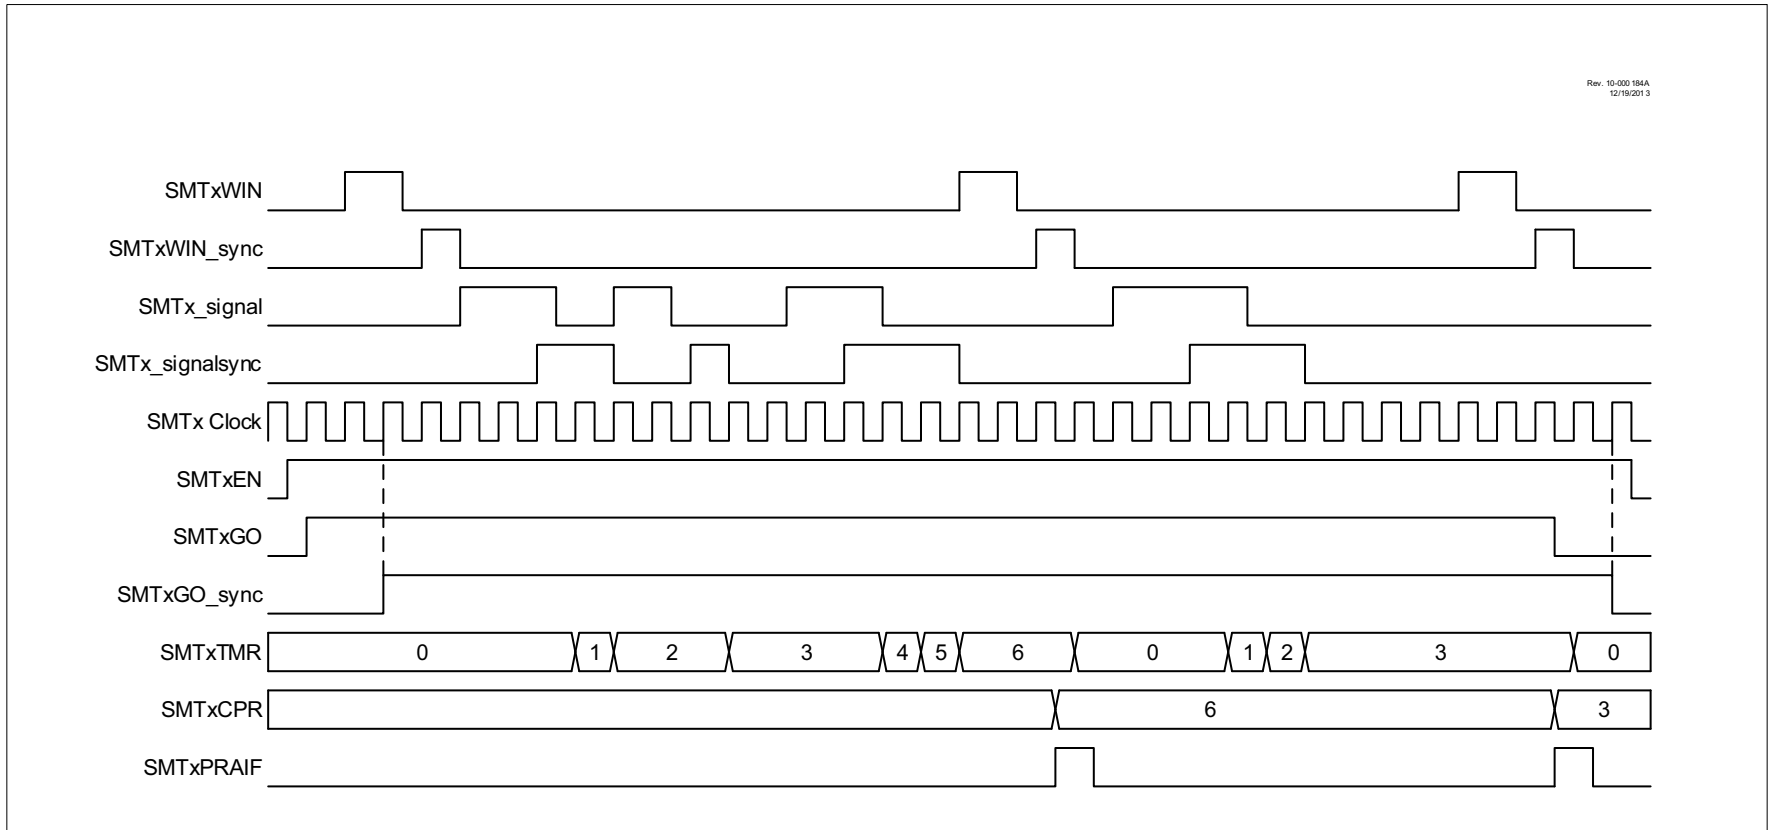 Rev. 10-000 184A
12/19/201 3
SMTxWIN
SMTxWIN_sync
SMTx_signal
SMTx_signalsync
SMTx Clock
SMTxEN
SMTxGO
SMTxGO_sync
SMTxTMR 0 1 2 3 4 5 6 0 1 2 3 0
SMTxCPR 6 3
SMTxPRAIF